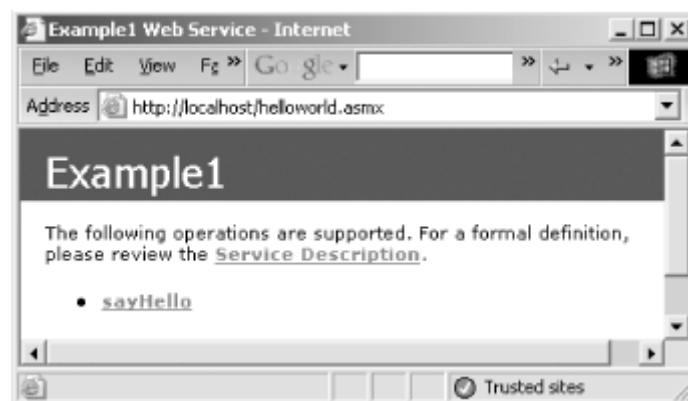 Example1 Web Service - Internet
File Edit View Fg » Google »
Address http://localhost/helloworld.asmx
Example1
The following operations are supported. For a formal definition,
please review the Service Description.
• sayHello
Trusted sites